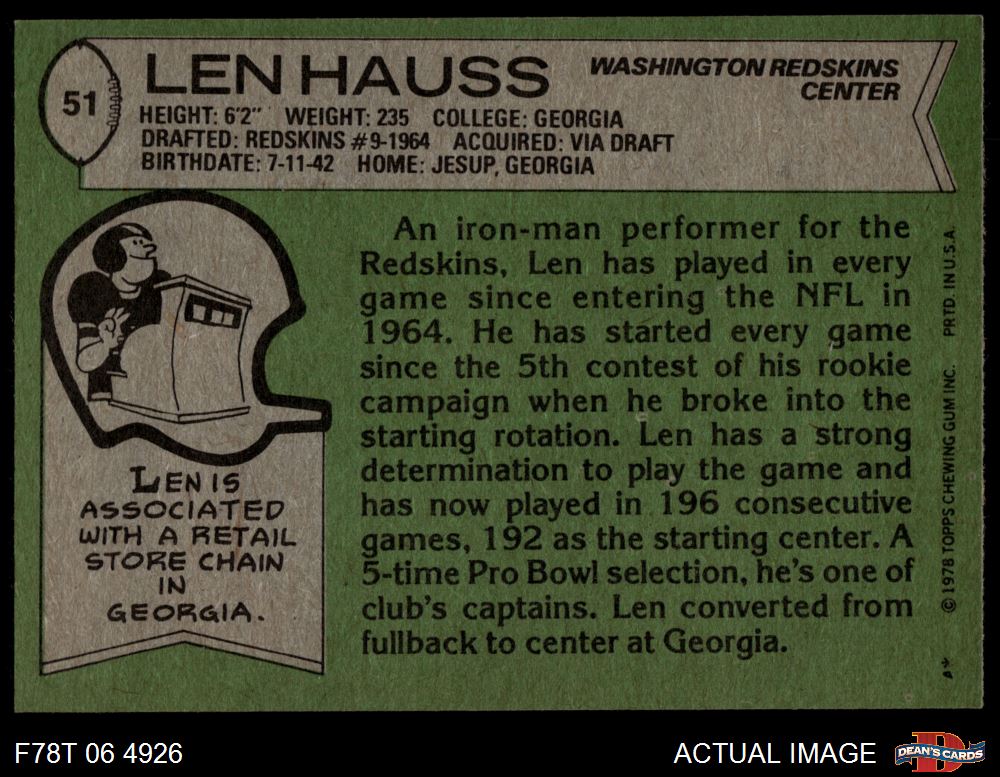 51
LEN HAUSS
WASHINGTON REDSKINS
CENTER
HEIGHT: 6'2" WEIGHT: 235 COLLEGE: GEORGIA
DRAFTED: REDSKINS #9-1964 ACQUIRED: VIA DRAFT
BIRTHDATE: 7-11-42 HOME: JESUP, GEORGIA
An iron-man performer for the
Redskins, Len has played in every
game since entering the NFL in
1964. He has started every game
since the 5th contest of his rookie
campaign when he broke into the
starting rotation. Len has a strong
determination to play the game and
has now played in 196 consecutive
games, 192 as the starting center. A
5-time Pro Bowl selection, he's one of
club's captains. Len converted from
fullback to center at Georgia.
LEN IS
ASSOCIATED
WITH A RETAIL
STORE CHAIN
IN
GEORGIA.
© 1978 TOPPS CHEWING GUM INC. PRTD. IN U.S.A.
F78T 06 4926
ACTUAL IMAGE
D
DEAN'S CARDS